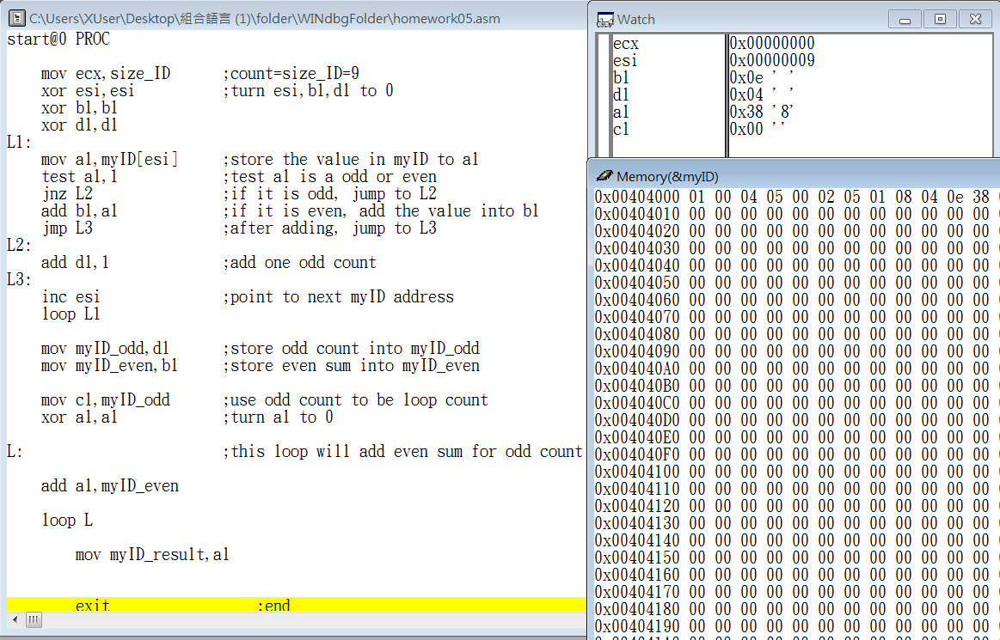 C:\Users\XUser\Desktop\組合語言 (1)\folder\WINdbgFolder\homework05.asm
start@0 PROC
mov ecx,size_ID ;count=size_ID=9
xor esi,esi ;turn esi,bl,dl to 0
xor bl,bl
xor dl,dl
L1:
mov al,myID[esi] ;store the value in myID to al
test al,1 ;test al is a odd or even
jnz L2 ;if it is odd, jump to L2
add bl,al ;if it is even, add the value into bl
jmp L3 ;after adding, jump to L3
L2:
add dl,1 ;add one odd count
L3:
inc esi ;point to next myID address
loop L1
mov myID_odd,dl ;store odd count into myID_odd
mov myID_even,bl ;store even sum into myID_even
mov cl,myID_odd ;use odd count to be loop count
xor al,al ;turn al to 0
L: ;this loop will add even sum for odd count
add al,myID_even
loop L
mov myID_result,al
exit ;end
Watch
ecx 0x00000000
esi 0x00000009
bl 0x0e ' '
dl 0x04 ' '
al 0x38 '8'
cl 0x00 ''
Memory(&myID)
0x00404000 01 00 04 05 00 02 05 01 08 04 0e 38
0x00404010 00 00 00 00 00 00 00 00 00 00 00 00
0x00404020 00 00 00 00 00 00 00 00 00 00 00 00
0x00404030 00 00 00 00 00 00 00 00 00 00 00 00
0x00404040 00 00 00 00 00 00 00 00 00 00 00 00
0x00404050 00 00 00 00 00 00 00 00 00 00 00 00
0x00404060 00 00 00 00 00 00 00 00 00 00 00 00
0x00404070 00 00 00 00 00 00 00 00 00 00 00 00
0x00404080 00 00 00 00 00 00 00 00 00 00 00 00
0x00404090 00 00 00 00 00 00 00 00 00 00 00 00
0x004040A0 00 00 00 00 00 00 00 00 00 00 00 00
0x004040B0 00 00 00 00 00 00 00 00 00 00 00 00
0x004040C0 00 00 00 00 00 00 00 00 00 00 00 00
0x004040D0 00 00 00 00 00 00 00 00 00 00 00 00
0x004040E0 00 00 00 00 00 00 00 00 00 00 00 00
0x004040F0 00 00 00 00 00 00 00 00 00 00 00 00
0x00404100 00 00 00 00 00 00 00 00 00 00 00 00
0x00404110 00 00 00 00 00 00 00 00 00 00 00 00
0x00404120 00 00 00 00 00 00 00 00 00 00 00 00
0x00404130 00 00 00 00 00 00 00 00 00 00 00 00
0x00404140 00 00 00 00 00 00 00 00 00 00 00 00
0x00404150 00 00 00 00 00 00 00 00 00 00 00 00
0x00404160 00 00 00 00 00 00 00 00 00 00 00 00
0x00404170 00 00 00 00 00 00 00 00 00 00 00 00
0x00404180 00 00 00 00 00 00 00 00 00 00 00 00
0x00404190 00 00 00 00 00 00 00 00 00 00 00 00